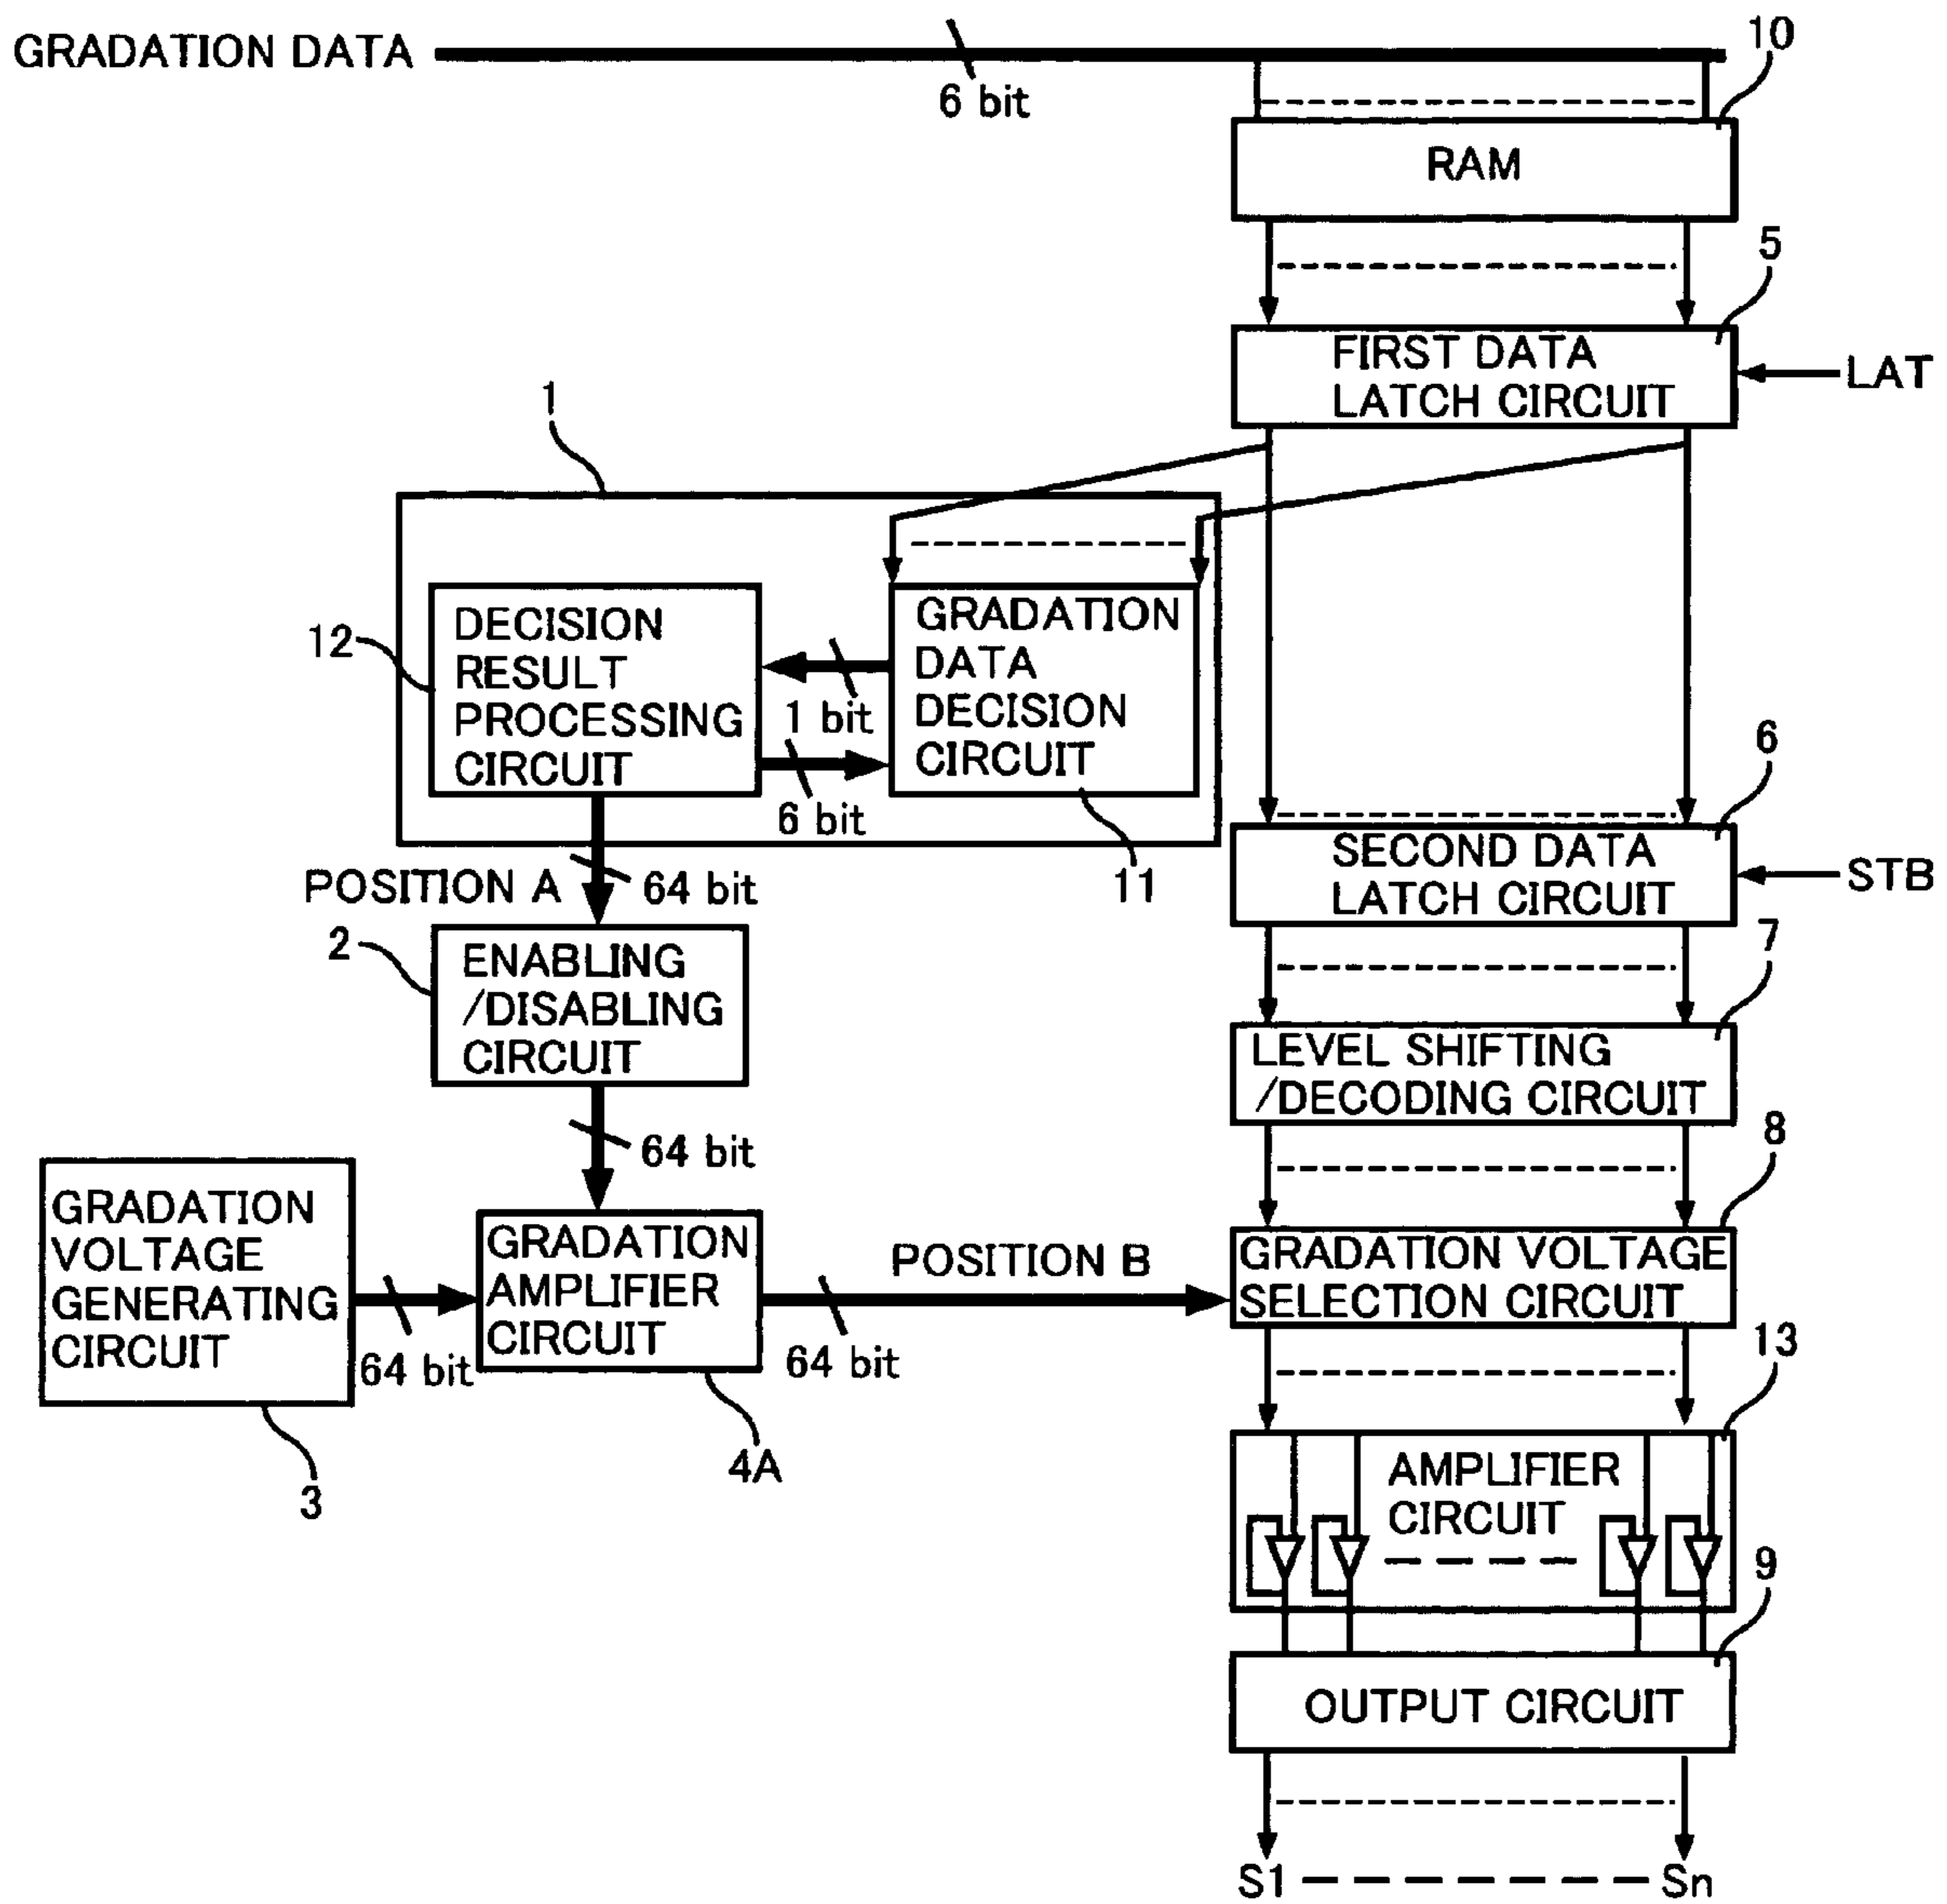 GRADATION DATA
6 bit
10
RAM
5
FIRST DATA
LATCH CIRCUIT
LAT
1
12
DECISION
RESULT
PROCESSING
CIRCUIT
1 bit
6 bit
GRADATION
DATA
DECISION
CIRCUIT
11
6
SECOND DATA
LATCH CIRCUIT
STB
POSITION A
64 bit
2
ENABLING
/DISABLING
CIRCUIT
64 bit
7
LEVEL SHIFTING
/DECODING CIRCUIT
8
GRADATION
VOLTAGE
GENERATING
CIRCUIT
3
64 bit
GRADATION
AMPLIFIER
CIRCUIT
4A
64 bit
POSITION B
GRADATION VOLTAGE
SELECTION CIRCUIT
13
AMPLIFIER
CIRCUIT
9
OUTPUT CIRCUIT
S1
Sn